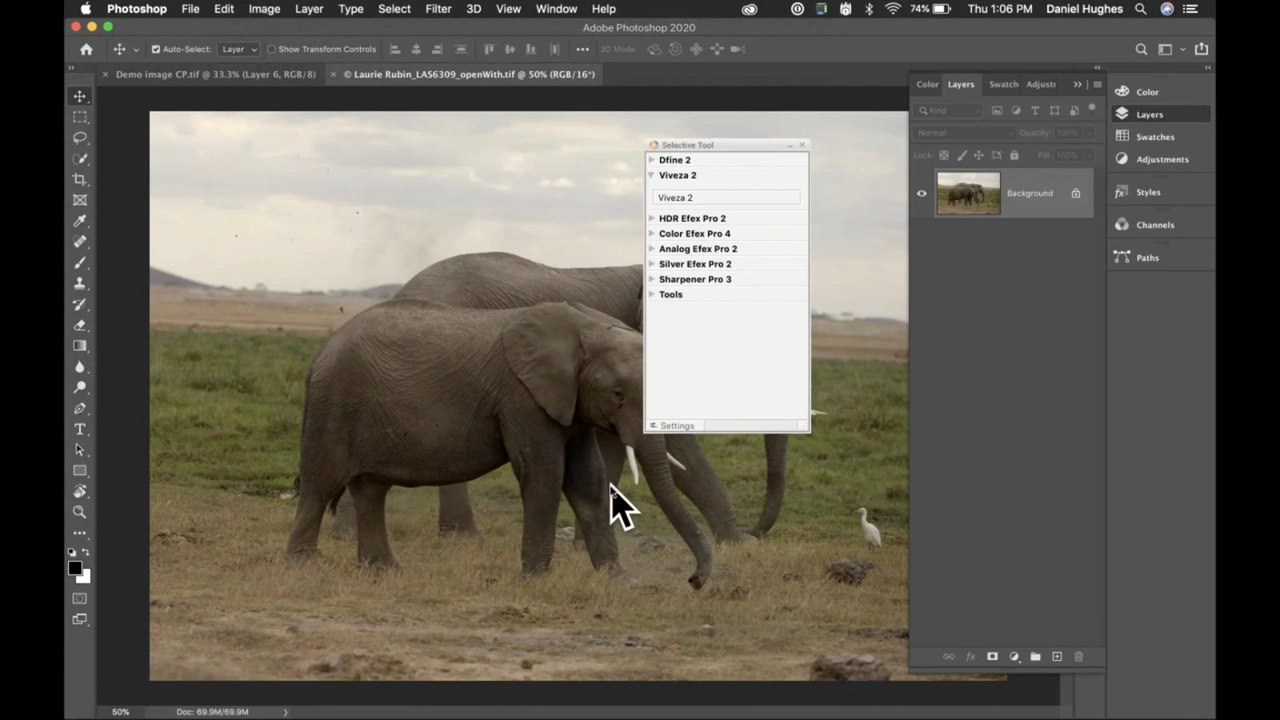 Photoshop File Edit Image Layer Type Select Filter 3D View Window Help 74% Thu 1:06 PM Daniel Hughes
Adobe Photoshop 2020
Auto-Select: Layer Show Transform Controls 3D Mode:
Demo image CP.tif @ 33.3% (Layer 6, RGB/8) © Laurie Rubin_LAS6309_openWith.tif @ 50% (RGB/16*)
Color Layers Swatch Adjustr
Kind
Normal Opacity: 100%
Lock: Fill: 100%
Background
Color
Layers
Swatches
Adjustments
Styles
Channels
Paths
Selective Tool
Dfine 2
Viveza 2
Viveza 2
HDR Efex Pro 2
Color Efex Pro 4
Analog Efex Pro 2
Silver Efex Pro 2
Sharpener Pro 3
Tools
Settings
50% Doc: 69.9M/69.9M